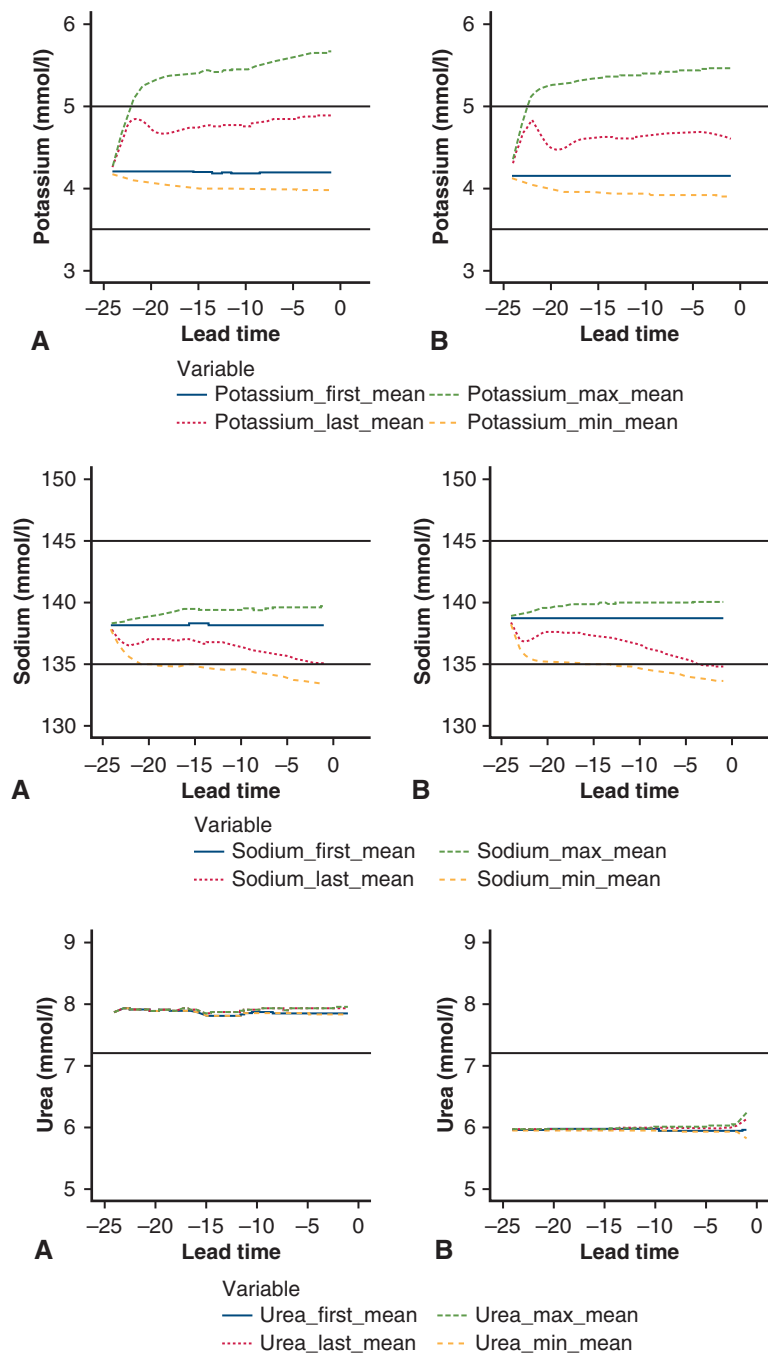 6 6
Potassium (mmol/l) Potassium (mmol/l)
5 5
4 4
3 3
–25 –20 –15 –10 –5 0 –25 –20 –15 –10 –5 0
Lead time Lead time
A B
Variable
Potassium_first_mean Potassium_max_mean
Potassium_last_mean Potassium_min_mean
150 150
Sodium (mmol/l) Sodium (mmol/l)
145 145
140 140
135 135
130 130
–25 –20 –15 –10 –5 0 –25 –20 –15 –10 –5 0
Lead time Lead time
A B
Variable
Sodium_first_mean Sodium_max_mean
Sodium_last_mean Sodium_min_mean
9 9
Urea (mmol/l) Urea (mmol/l)
8 8
7 7
6 6
5 5
–25 –20 –15 –10 –5 0 –25 –20 –15 –10 –5 0
Lead time Lead time
A B
Variable
Urea_first_mean Urea_max_mean
Urea_last_mean Urea_min_mean